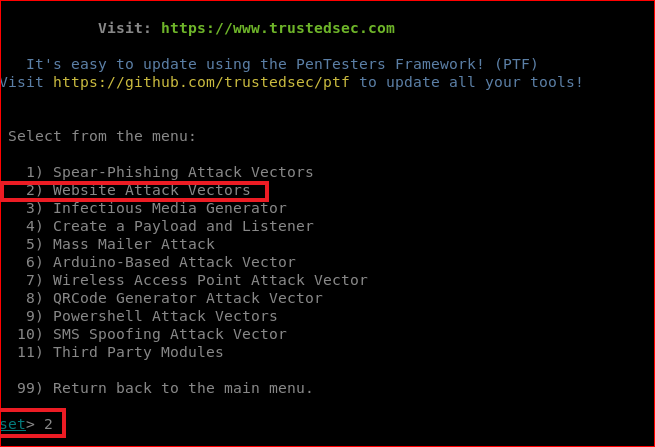 Visit: https://www.trustedsec.com
It's easy to update using the PenTesters Framework! (PTF)
Visit https://github.com/trustedsec/ptf to update all your tools!
Select from the menu:
1) Spear-Phishing Attack Vectors
2) Website Attack Vectors
3) Infectious Media Generator
4) Create a Payload and Listener
5) Mass Mailer Attack
6) Arduino-Based Attack Vector
7) Wireless Access Point Attack Vector
8) QRCode Generator Attack Vector
9) Powershell Attack Vectors
10) SMS Spoofing Attack Vector
11) Third Party Modules
99) Return back to the main menu.
set> 2